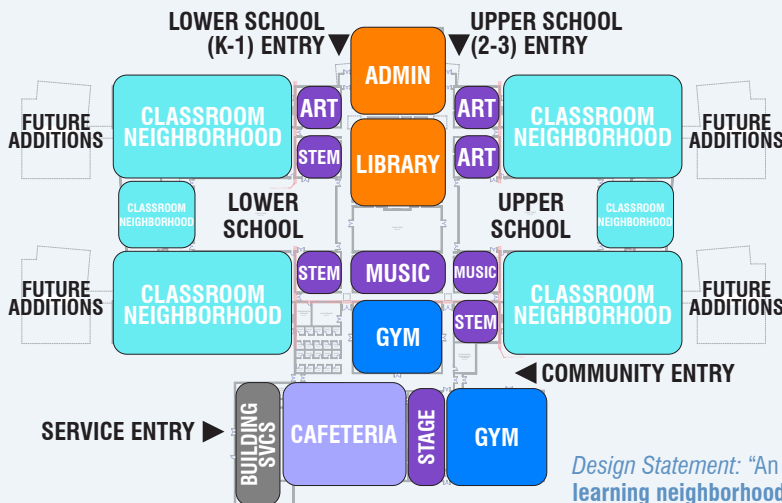 LOWER SCHOOL
(K-1) ENTRY
UPPER SCHOOL
(2-3) ENTRY
ADMIN
FUTURE
ADDITIONS
CLASSROOM
NEIGHBORHOOD
ART
ART
CLASSROOM
NEIGHBORHOOD
FUTURE
ADDITIONS
STEM
LIBRARY
ART
CLASSROOM
NEIGHBORHOOD
LOWER
SCHOOL
UPPER
SCHOOL
CLASSROOM
NEIGHBORHOOD
FUTURE
ADDITIONS
CLASSROOM
NEIGHBORHOOD
STEM
MUSIC
MUSIC
CLASSROOM
NEIGHBORHOOD
FUTURE
ADDITIONS
GYM
STEM
COMMUNITY ENTRY
SERVICE ENTRY
BUILDING
SVCS
CAFETERIA
STAGE
GYM
Design Statement: “An
learning neighborhood